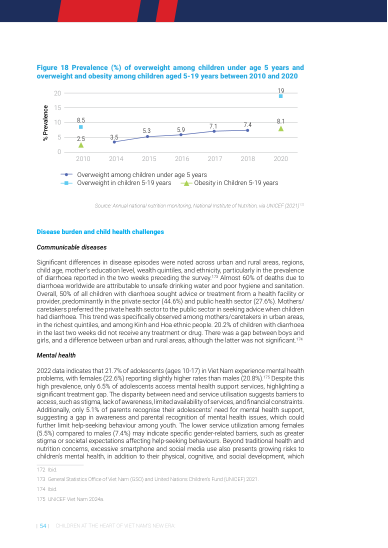 Figure 18 Prevalence (%) of overweight among children under age 5 years and
overweight and obesity among children aged 5-19 years between 2010 and 2020
% Prevalence
20
15
10
5
0
8.5
2.5
3.5
5.3
5.9
7.1
7.4
19
8.1
2010 2014 2015 2016 2017 2018 2020
Overweight among children under age 5 years
Overweight in children 5-19 years Obesity in Children 5-19 years
Source: Annual national nutrition monitoring, National Institute of Nutrition, via UNICEF (2021)
Disease burden and child health challenges
Communicable diseases
Significant differences in disease episodes were noted across urban and rural areas, regions,
child age, mother's education level, wealth quintiles, and ethnicity, particularly in the prevalence
of diarrhoea reported in the two weeks preceding the survey.172 Almost 60% of deaths due to
diarrhoea worldwide are attributable to unsafe drinking water and poor hygiene and sanitation.
Overall, 50% of all children with diarrhoea sought advice or treatment from a health facility or
provider, predominantly in the private sector (44.6%) and public health sector (27.6%). Mothers/
caretakers preferred the private health sector to the public sector in seeking advice when children
had diarrhoea. This trend was specifically observed among mothers/caretakers in urban areas,
in the richest quintiles, and among Kinh and Hoa ethnic people. 20.2% of children with diarrhoea
in the last two weeks did not receive any treatment or drug. There was a gap between boys and
girls, and a difference between urban and rural areas, although the latter was not significant.174
Mental health
2022 data indicates that 21.7% of adolescents (ages 10-17) in Viet Nam experience mental health
problems, with females (22.6%) reporting slightly higher rates than males (20.8%).175 Despite this
high prevalence, only 6.5% of adolescents access mental health support services, highlighting a
significant treatment gap. The disparity between need and service utilisation suggests barriers to
access, such as stigma, lack of awareness, limited availability of services, and financial constraints.
Additionally, only 5.1% of parents recognise their adolescents' need for mental health support,
suggesting a gap in awareness and parental recognition of mental health issues, which could
further limit help-seeking behaviour among youth. The lower service utilization among females
(5.5%) compared to males (7.4%) may indicate specific gender-related barriers, such as greater
stigma or societal expectations affecting help-seeking behaviours. Beyond traditional health and
nutrition concerns, excessive smartphone and social media use also presents growing risks to
children's mental health, in addition to their physical, cognitive, and social development, which
172 Ibid
173 General Statistics Office of Viet Nam (GSO) and United Nations Children's Fund (UNICEF), 2021.
174 Ibid
175 UNICEF Viet Nam 2024a.
| 54 | CHILDREN AT THE HEART OF VIET NAM'S NEW ERA